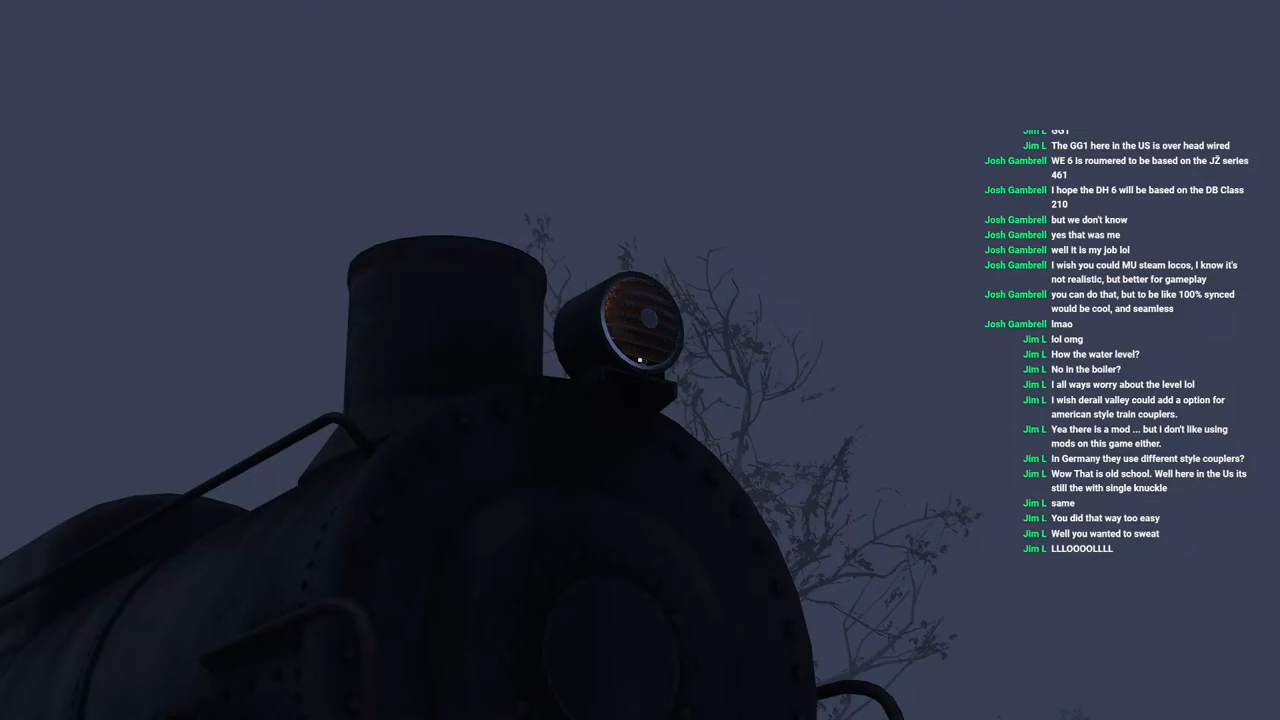 Jim L GG1
Jim L The GG1 here in the US is over head wired
Josh Gambrell WE 6 is roumered to be based on the JŽ series
461
Josh Gambrell I hope the DH 6 will be based on the DB Class
210
Josh Gambrell but we don't know
Josh Gambrell yes that was me
Josh Gambrell well it is my job lol
Josh Gambrell I wish you could MU steam locos, I know it's
not realistic, but better for gameplay
Josh Gambrell you can do that, but to be like 100% synced
would be cool, and seamless
Josh Gambrell lmao
Jim L lol omg
Jim L How the water level?
Jim L No in the boiler?
Jim L I all ways worry about the level lol
Jim L I wish derail valley could add a option for
american style train couplers.
Jim L Yea there is a mod ... but i don't like using
mods on this game either.
Jim L In Germany they use different style couplers?
Jim L Wow That is old school. Well here in the Us its
still the with single knuckle
Jim L same
Jim L You did that way too easy
Jim L Well you wanted to sweat
Jim L LLLOOOOLLLL